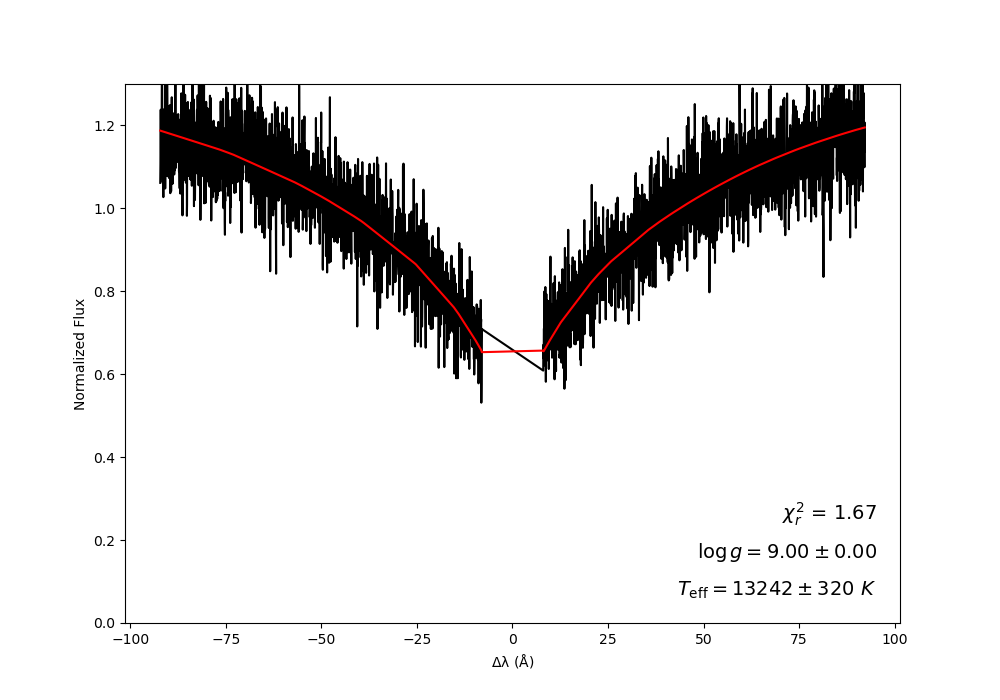 1.2
1.0
0.8
0.6
0.4
0.2
0.0
Normalized Flux
χ²ᵣ = 1.67
log g = 9.00 ± 0.00
T_eff = 13242 ± 320 K
−100 −75 −50 −25 0 25 50 75 100
Δλ (Å)